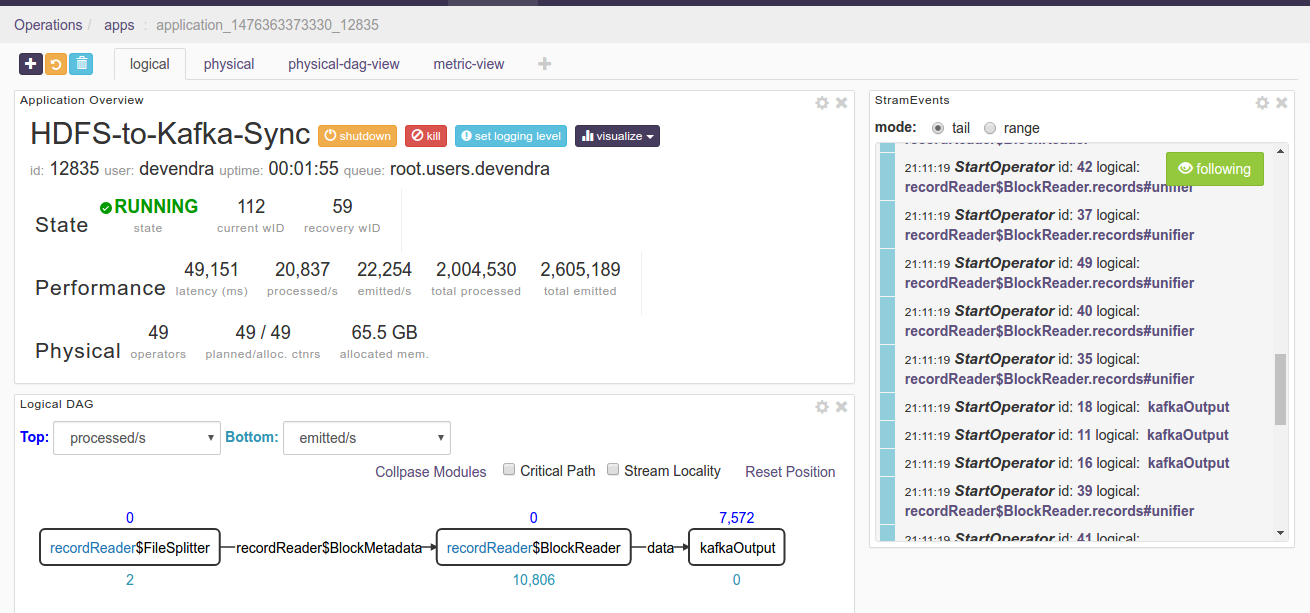 Operations / apps : application_1476363373330_12835
logical physical physical-dag-view metric-view
Application Overview
HDFS-to-Kafka-Sync shutdown kill set logging level visualize
id: 12835 user: devendra uptime: 00:01:55 queue: root.users.devendra
State RUNNING 112 59
state current wID recovery wID
Performance 49,151 20,837 22,254 2,004,530 2,605,189
latency (ms) processed/s emitted/s total processed total emitted
Physical 49 49 / 49 65.5 GB
operators planned/alloc. ctnrs allocated mem.
Logical DAG
Top: processed/s Bottom: emitted/s
Collpase Modules Critical Path Stream Locality Reset Position
0 0 7,572
recordReader$FileSplitter recordReader$BlockMetadata recordReader$BlockReader data kafkaOutput
2 10,806 0
StramEvents
mode: tail range
following
recordReader$BlockReader.records#unifier
21:11:19 StartOperator id: 42 logical:
recordReader$BlockReader.records#unifier
21:11:19 StartOperator id: 37 logical:
recordReader$BlockReader.records#unifier
21:11:19 StartOperator id: 49 logical:
recordReader$BlockReader.records#unifier
21:11:19 StartOperator id: 40 logical:
recordReader$BlockReader.records#unifier
21:11:19 StartOperator id: 35 logical:
recordReader$BlockReader.records#unifier
21:11:19 StartOperator id: 18 logical: kafkaOutput
21:11:19 StartOperator id: 11 logical: kafkaOutput
21:11:19 StartOperator id: 16 logical: kafkaOutput
21:11:19 StartOperator id: 39 logical:
recordReader$BlockReader.records#unifier
21:11:19 StartOperator id: 41 logical: